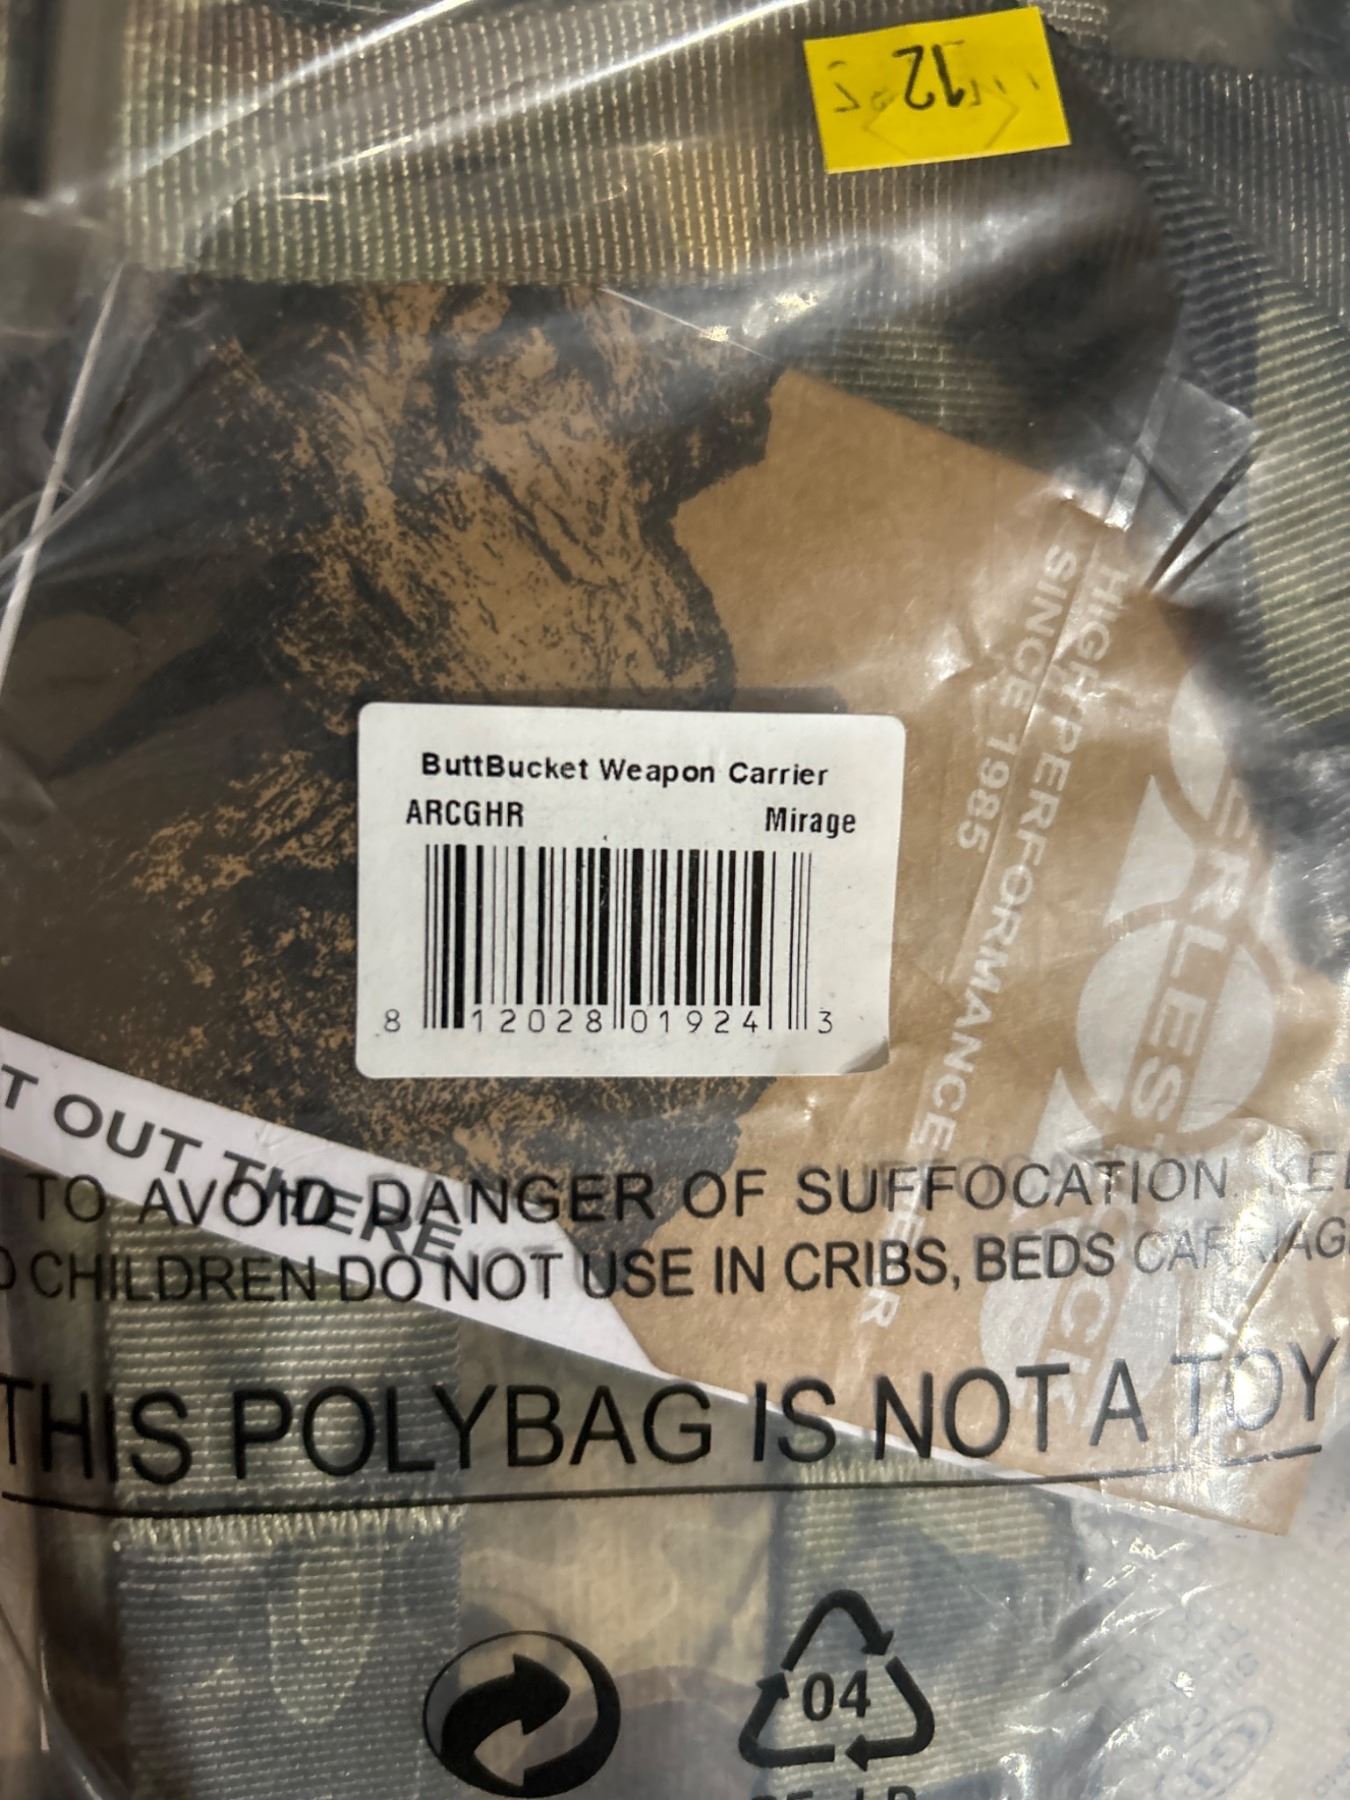 12
ButtBucket Weapon Carrier
ARCGHR Mirage
8 12028 01924 3
HIGH PERFORMANCE
SINCE 1985
T OUT THERE
TO AVOID DANGER OF SUFFOCATION
CHILDREN DO NOT USE IN CRIBS, BEDS
THIS POLYBAG IS NOT A TOY
04